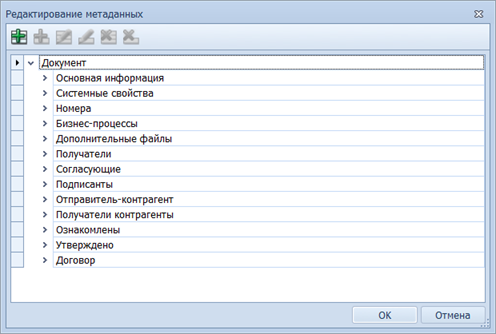 Редактирование метаданных
Документ
Основная информация
Системные свойства
Номера
Бизнес-процессы
Дополнительные файлы
Получатели
Согласующие
Подписанты
Отправитель-контрагент
Получатели контрагенты
Ознакомлены
Утверждено
Договор
ОК Отмена